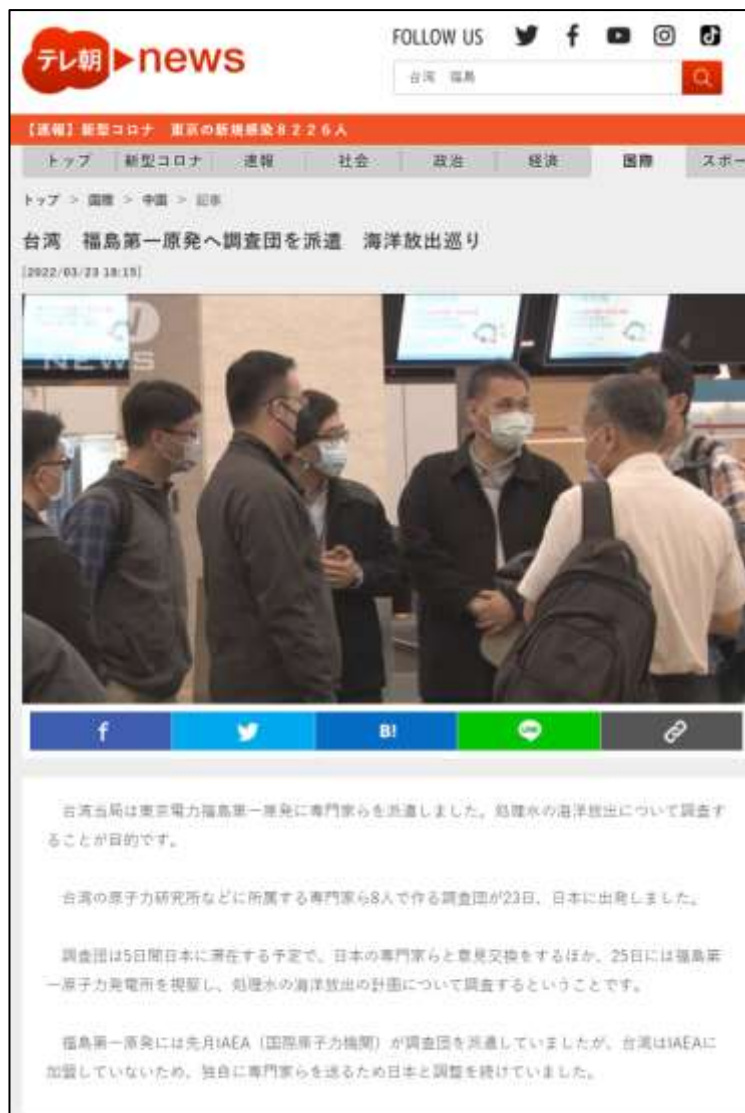 テレ朝news
FOLLOW US
台湾　福島
【速報】新型コロナ　東京の新規感染８２２６人
トップ　新型コロナ　速報　社会　政治　経済　国際　スポー
トップ > 国際 > 中国 > 記事
台湾　福島第一原発へ調査団を派遣　海洋放出巡り
[2022/03/23 18:15]
NEWS
f　B!　LINE
台湾当局は東京電力福島第一原発に専門家らを派遣しました。処理水の海洋放出について調査す
ることが目的です。
台湾の原子力研究所などに所属する専門家ら8人で作る調査団が23日、日本に出発しました。
調査団は5日間日本に滞在する予定で、日本の専門家らと意見交換をするほか、25日には福島第
一原子力発電所を視察し、処理水の海洋放出の計画について調査するということです。
福島第一原発には先月IAEA（国際原子力機関）が調査団を派遣していましたが、台湾はIAEAに
加盟していないため、独自に専門家らを送るため日本と調整を続けていました。